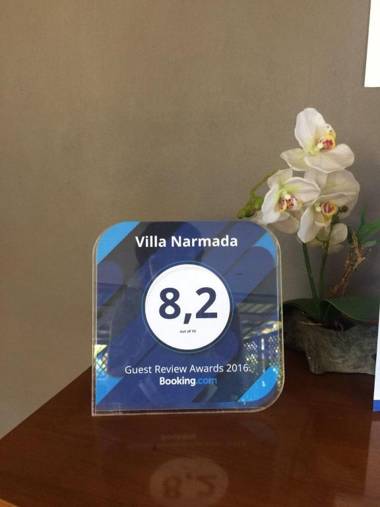 Villa Narmada
8,2
out of 10
Guest Review Awards 2016.
Booking.com